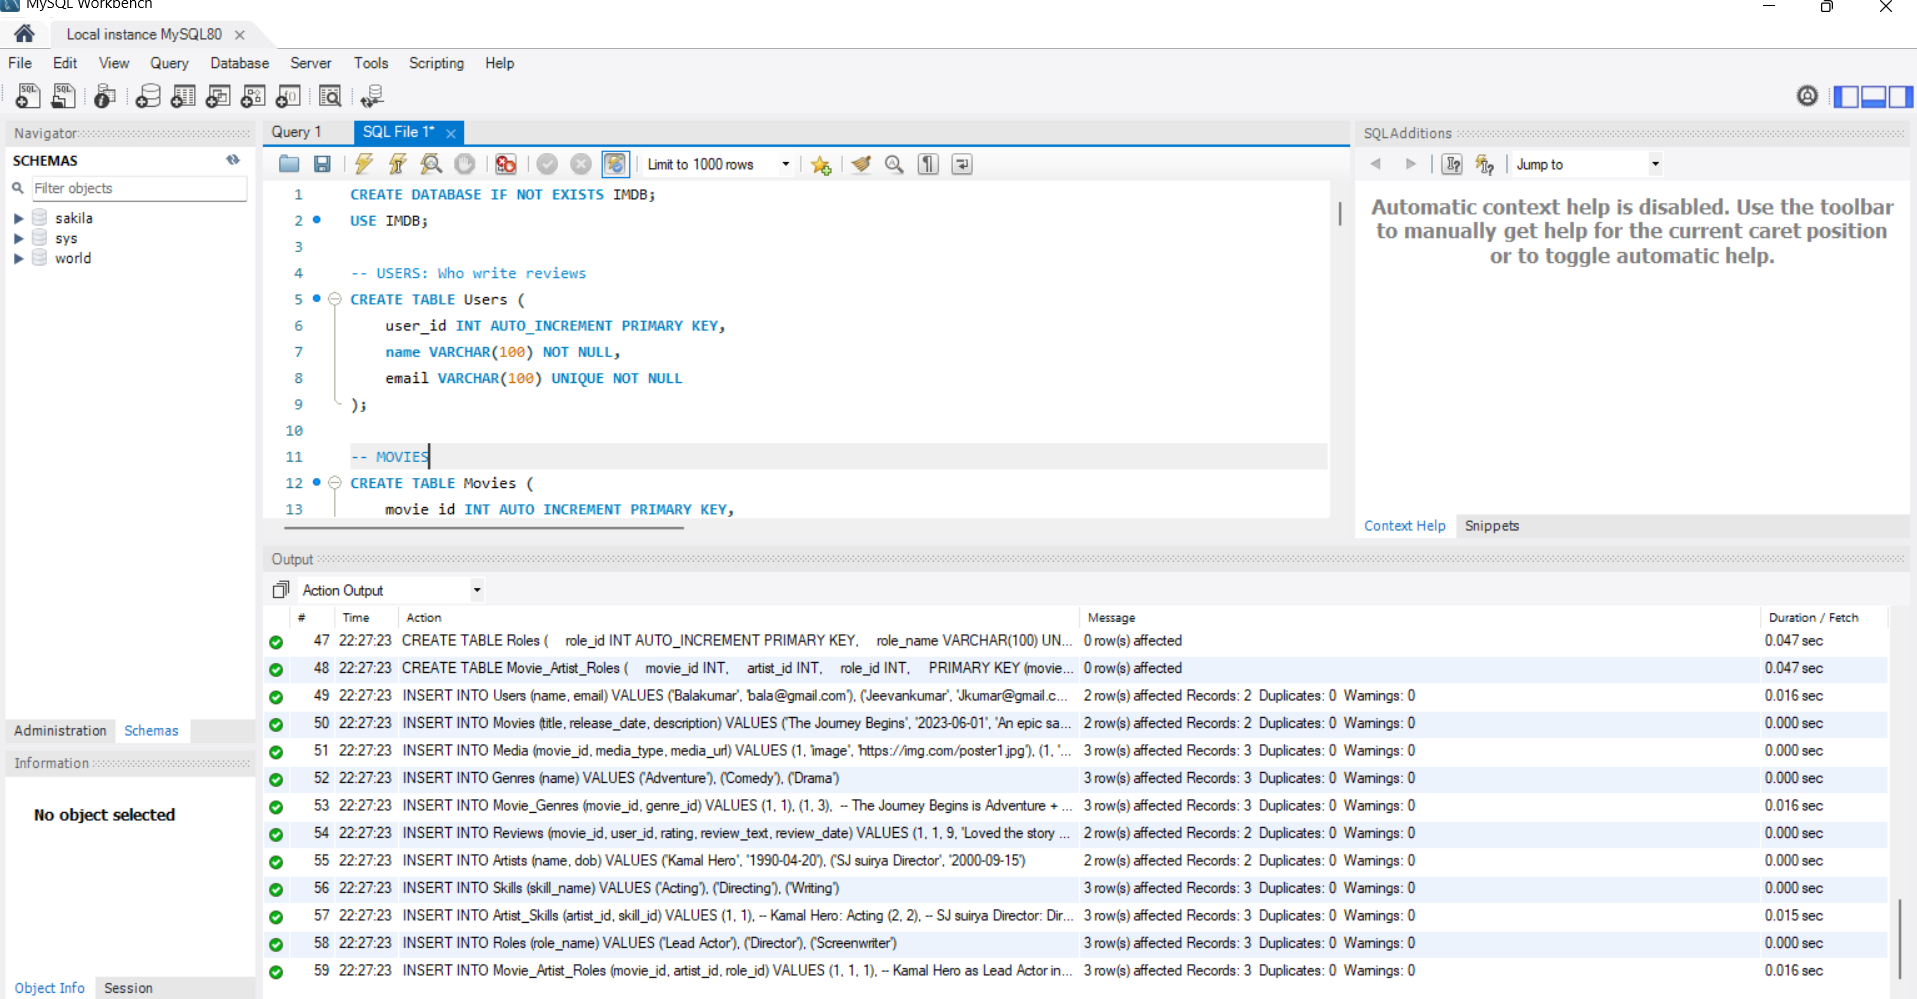 MySQL Workbench
Local instance MySQL80
File Edit View Query Database Server Tools Scripting Help
Navigator
SCHEMAS
Filter objects
sakila
sys
world
Administration Schemas
Information
No object selected
Object Info Session
Query 1 SQL File 1*
Limit to 1000 rows
1 CREATE DATABASE IF NOT EXISTS IMDB;
2 USE IMDB;
3
4 -- USERS: Who write reviews
5 CREATE TABLE Users (
6 user_id INT AUTO_INCREMENT PRIMARY KEY,
7 name VARCHAR(100) NOT NULL,
8 email VARCHAR(100) UNIQUE NOT NULL
9 );
10
11 -- MOVIES
12 CREATE TABLE Movies (
13 movie_id INT AUTO_INCREMENT PRIMARY KEY,
SQLAdditions
Jump to
Automatic context help is disabled. Use the toolbar
to manually get help for the current caret position
or to toggle automatic help.
Context Help Snippets
Output
Action Output
# Time Action Message Duration / Fetch
47 22:27:23 CREATE TABLE Roles ( role_id INT AUTO_INCREMENT PRIMARY KEY, role_name VARCHAR(100) UN... 0 row(s) affected 0.047 sec
48 22:27:23 CREATE TABLE Movie_Artist_Roles ( movie_id INT, artist_id INT, role_id INT, PRIMARY KEY (movie... 0 row(s) affected 0.047 sec
49 22:27:23 INSERT INTO Users (name, email) VALUES ('Balakumar', 'bala@gmail.com'), ('Jeevankumar', 'Jkumar@gmail.c... 2 row(s) affected Records: 2 Duplicates: 0 Warnings: 0 0.016 sec
50 22:27:23 INSERT INTO Movies (title, release_date, description) VALUES ('The Journey Begins', '2023-06-01', 'An epic sa... 2 row(s) affected Records: 2 Duplicates: 0 Warnings: 0 0.000 sec
51 22:27:23 INSERT INTO Media (movie_id, media_type, media_url) VALUES (1, 'image', 'https://img.com/poster1.jpg'), (1, '... 3 row(s) affected Records: 3 Duplicates: 0 Warnings: 0 0.000 sec
52 22:27:23 INSERT INTO Genres (name) VALUES ('Adventure'), ('Comedy'), ('Drama') 3 row(s) affected Records: 3 Duplicates: 0 Warnings: 0 0.000 sec
53 22:27:23 INSERT INTO Movie_Genres (movie_id, genre_id) VALUES (1, 1), (1, 3), -- The Journey Begins is Adventure + ... 3 row(s) affected Records: 3 Duplicates: 0 Warnings: 0 0.016 sec
54 22:27:23 INSERT INTO Reviews (movie_id, user_id, rating, review_text, review_date) VALUES (1, 1, 9, 'Loved the story ... 2 row(s) affected Records: 2 Duplicates: 0 Warnings: 0 0.000 sec
55 22:27:23 INSERT INTO Artists (name, dob) VALUES ('Kamal Hero', '1990-04-20'), ('SJ suirya Director', '2000-09-15') 2 row(s) affected Records: 2 Duplicates: 0 Warnings: 0 0.000 sec
56 22:27:23 INSERT INTO Skills (skill_name) VALUES ('Acting'), ('Directing'), ('Writing') 3 row(s) affected Records: 3 Duplicates: 0 Warnings: 0 0.000 sec
57 22:27:23 INSERT INTO Artist_Skills (artist_id, skill_id) VALUES (1, 1), -- Kamal Hero: Acting (2, 2), -- SJ suirya Director: Dir... 3 row(s) affected Records: 3 Duplicates: 0 Warnings: 0 0.015 sec
58 22:27:23 INSERT INTO Roles (role_name) VALUES ('Lead Actor'), ('Director'), ('Screenwriter') 3 row(s) affected Records: 3 Duplicates: 0 Warnings: 0 0.000 sec
59 22:27:23 INSERT INTO Movie_Artist_Roles (movie_id, artist_id, role_id) VALUES (1, 1, 1), -- Kamal Hero as Lead Actor in... 3 row(s) affected Records: 3 Duplicates: 0 Warnings: 0 0.016 sec